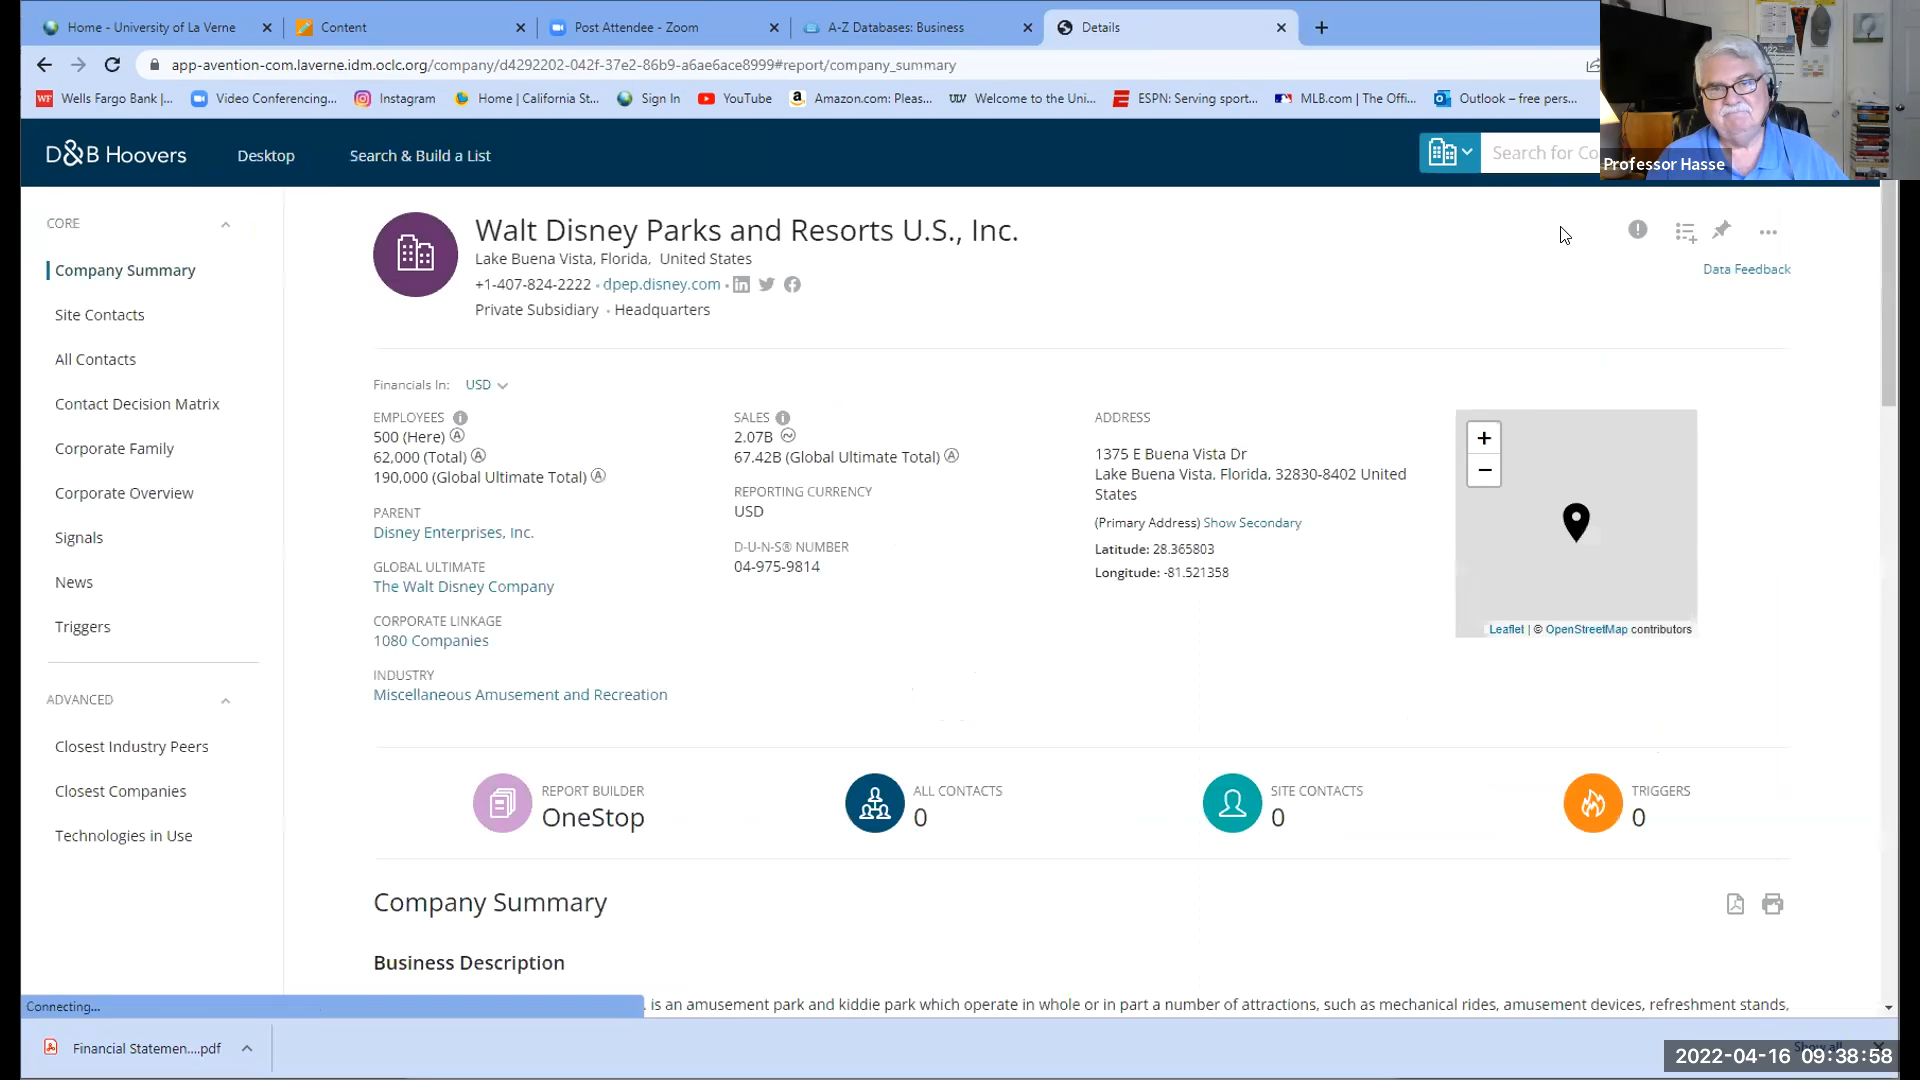 Home - University of La Verne
Content
Post Attendee - Zoom
A-Z Databases: Business
Details
app-avention-com.laverne.idm.oclc.org/company/d4292202-042f-37e2-86b9-a6ae6ace8999#report/company_summary
Wells Fargo Bank |...
Video Conferencing...
Instagram
Home | California St...
Sign In
YouTube
Amazon.com: Pleas...
Welcome to the Uni...
ESPN: Serving sport...
MLB.com | The Offi...
Outlook – free pers...
D&B Hoovers
Desktop
Search & Build a List
Search for Co
Professor Hasse
CORE
Company Summary
Site Contacts
All Contacts
Contact Decision Matrix
Corporate Family
Corporate Overview
Signals
News
Triggers
ADVANCED
Closest Industry Peers
Closest Companies
Technologies in Use
Walt Disney Parks and Resorts U.S., Inc.
Lake Buena Vista, Florida, United States
+1-407-824-2222 • dpep.disney.com •
Private Subsidiary • Headquarters
Data Feedback
Financials In: USD
EMPLOYEES
500 (Here)
62,000 (Total)
190,000 (Global Ultimate Total)
PARENT
Disney Enterprises, Inc.
GLOBAL ULTIMATE
The Walt Disney Company
CORPORATE LINKAGE
1080 Companies
INDUSTRY
Miscellaneous Amusement and Recreation
SALES
2.07B
67.42B (Global Ultimate Total)
REPORTING CURRENCY
USD
D-U-N-S® NUMBER
04-975-9814
ADDRESS
1375 E Buena Vista Dr
Lake Buena Vista, Florida, 32830-8402 United
States
(Primary Address) Show Secondary
Latitude: 28.365803
Longitude: -81.521358
+
−
Leaflet | © OpenStreetMap contributors
REPORT BUILDER
OneStop
ALL CONTACTS
0
SITE CONTACTS
0
TRIGGERS
0
Company Summary
Business Description
. is an amusement park and kiddie park which operate in whole or in part a number of attractions, such as mechanical rides, amusement devices, refreshment stands,
Connecting...
Financial Statemen....pdf
Show all
2022-04-16 09:38:58